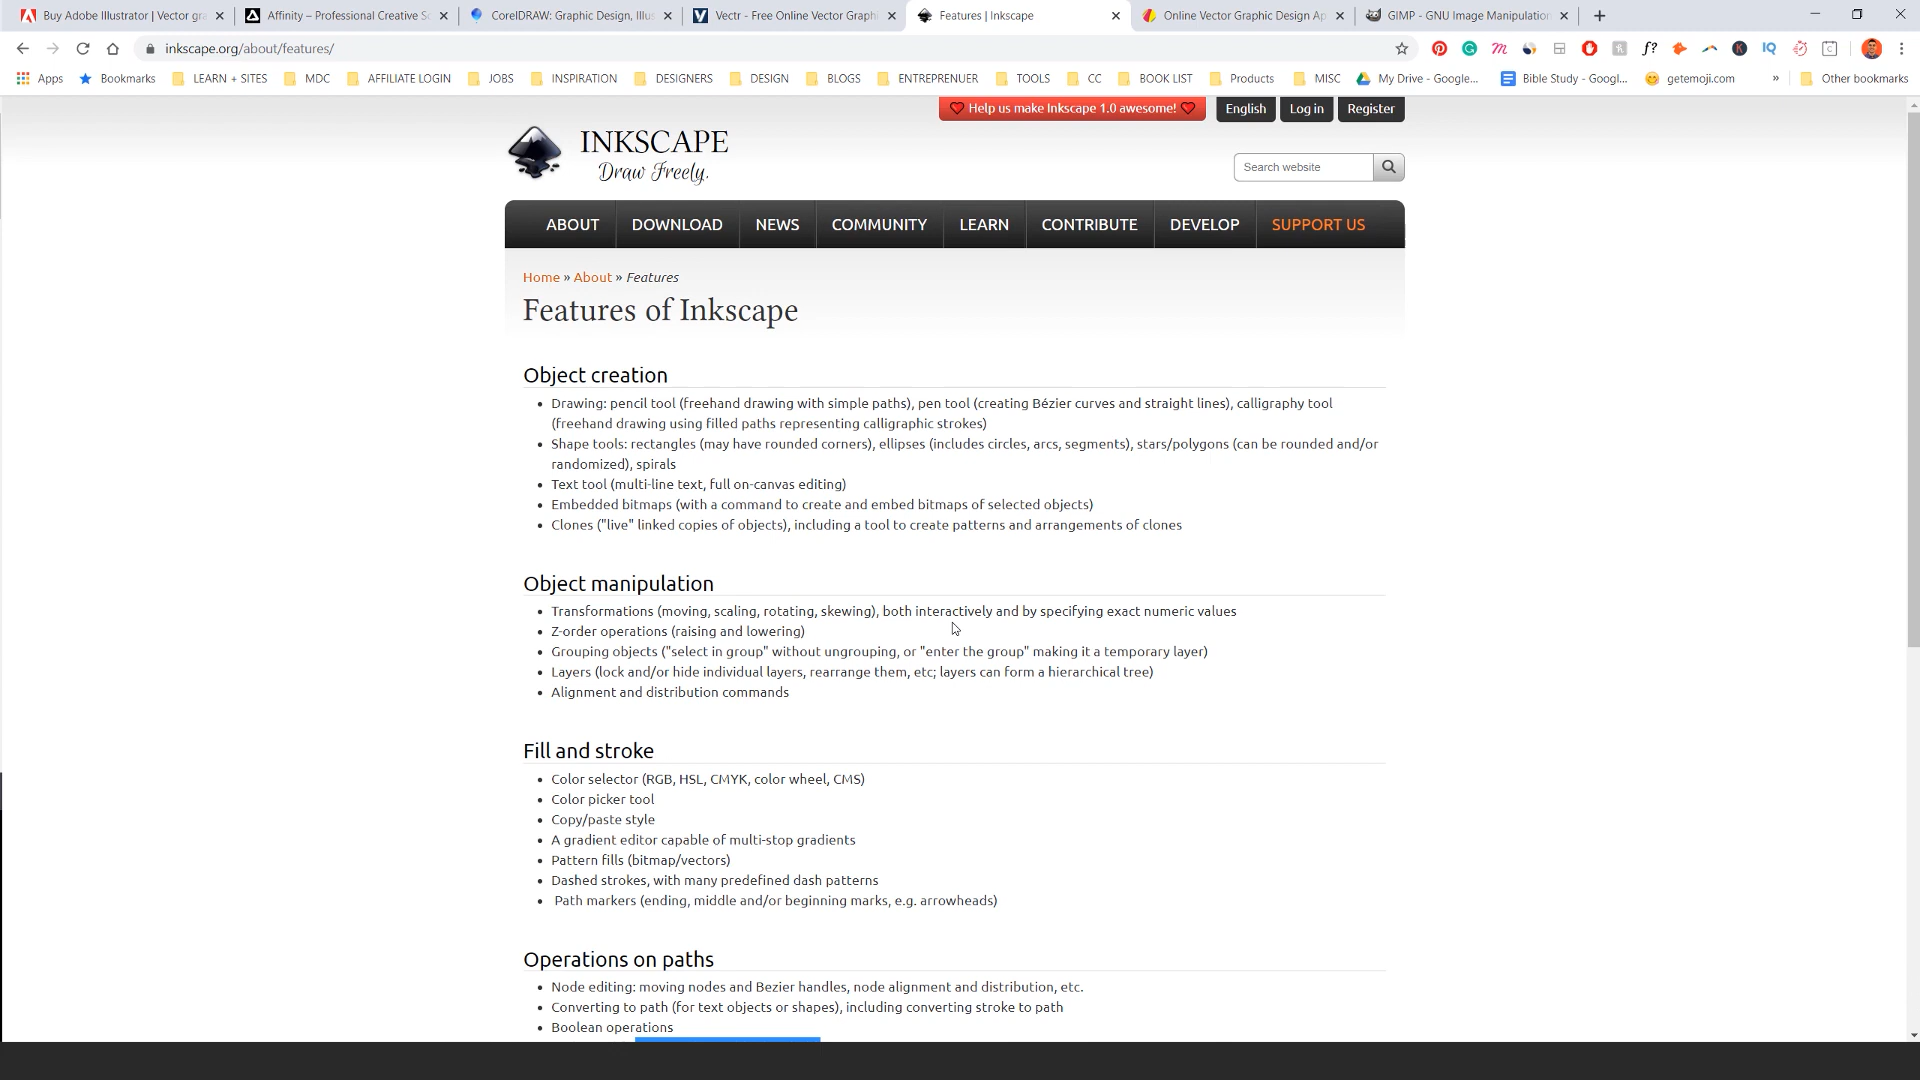 Buy Adobe Illustrator | Vector gra
Affinity – Professional Creative So
CorelDRAW: Graphic Design, Illus
Vectr - Free Online Vector Graphi
Features | Inkscape
Online Vector Graphic Design Ap
GIMP - GNU Image Manipulation
inkscape.org/about/features/
Apps
Bookmarks
LEARN + SITES
MDC
AFFILIATE LOGIN
JOBS
INSPIRATION
DESIGNERS
DESIGN
BLOGS
ENTREPRENUER
TOOLS
CC
BOOK LIST
Products
MISC
My Drive - Google...
Bible Study - Googl...
getemoji.com
»
Other bookmarks
Help us make Inkscape 1.0 awesome!
English
Log in
Register
INKSCAPE
Draw Freely.
Search website
ABOUT
DOWNLOAD
NEWS
COMMUNITY
LEARN
CONTRIBUTE
DEVELOP
SUPPORT US
Home » About » Features
Features of Inkscape
Object creation
• Drawing: pencil tool (freehand drawing with simple paths), pen tool (creating Bézier curves and straight lines), calligraphy tool
(freehand drawing using filled paths representing calligraphic strokes)
• Shape tools: rectangles (may have rounded corners), ellipses (includes circles, arcs, segments), stars/polygons (can be rounded and/or
randomized), spirals
• Text tool (multi-line text, full on-canvas editing)
• Embedded bitmaps (with a command to create and embed bitmaps of selected objects)
• Clones ("live" linked copies of objects), including a tool to create patterns and arrangements of clones
Object manipulation
• Transformations (moving, scaling, rotating, skewing), both interactively and by specifying exact numeric values
• Z-order operations (raising and lowering)
• Grouping objects ("select in group" without ungrouping, or "enter the group" making it a temporary layer)
• Layers (lock and/or hide individual layers, rearrange them, etc; layers can form a hierarchical tree)
• Alignment and distribution commands
Fill and stroke
• Color selector (RGB, HSL, CMYK, color wheel, CMS)
• Color picker tool
• Copy/paste style
• A gradient editor capable of multi-stop gradients
• Pattern fills (bitmap/vectors)
• Dashed strokes, with many predefined dash patterns
• Path markers (ending, middle and/or beginning marks, e.g. arrowheads)
Operations on paths
• Node editing: moving nodes and Bezier handles, node alignment and distribution, etc.
• Converting to path (for text objects or shapes), including converting stroke to path
• Boolean operations